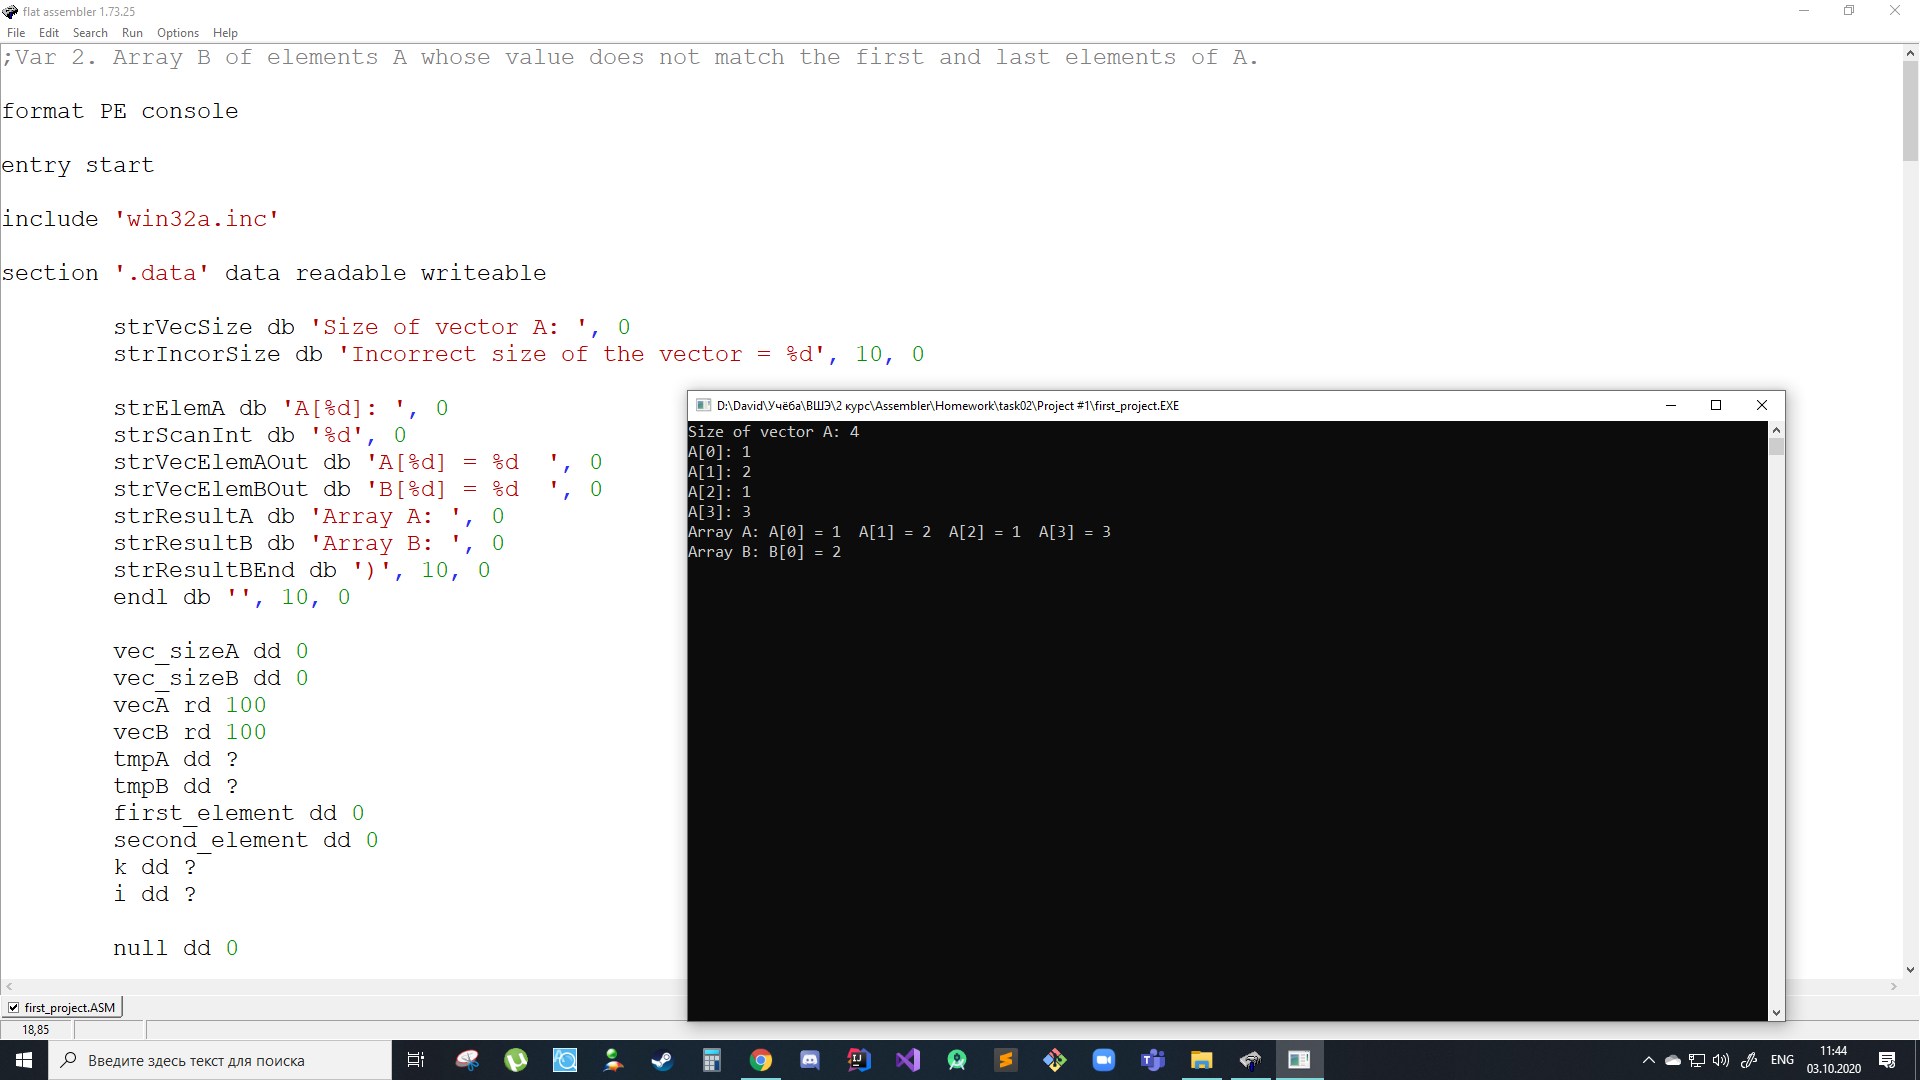 flat assembler 1.73.25
File Edit Search Run Options Help
;Var 2. Array B of elements A whose value does not match the first and last elements of A.
format PE console
entry start
include 'win32a.inc'
section '.data' data readable writeable
strVecSize db 'Size of vector A: ', 0
strIncorSize db 'Incorrect size of the vector = %d', 10, 0
strElemA db 'A[%d]: ', 0
strScanInt db '%d', 0
strVecElemAOut db 'A[%d] = %d  ', 0
strVecElemBOut db 'B[%d] = %d  ', 0
strResultA db 'Array A: ', 0
strResultB db 'Array B: ', 0
strResultBEnd db ')', 10, 0
endl db '', 10, 0
vec_sizeA dd 0
vec_sizeB dd 0
vecA rd 100
vecB rd 100
tmpA dd ?
tmpB dd ?
first_element dd 0
second_element dd 0
k dd ?
i dd ?
null dd 0
D:\David\Учёба\ВШЭ\2 курс\Assembler\Homework\task02\Project #1\first_project.EXE
Size of vector A: 4
A[0]: 1
A[1]: 2
A[2]: 1
A[3]: 3
Array A: A[0] = 1  A[1] = 2  A[2] = 1  A[3] = 3
Array B: B[0] = 2
first_project.ASM
18,85
Введите здесь текст для поиска
ENG
11:44
03.10.2020